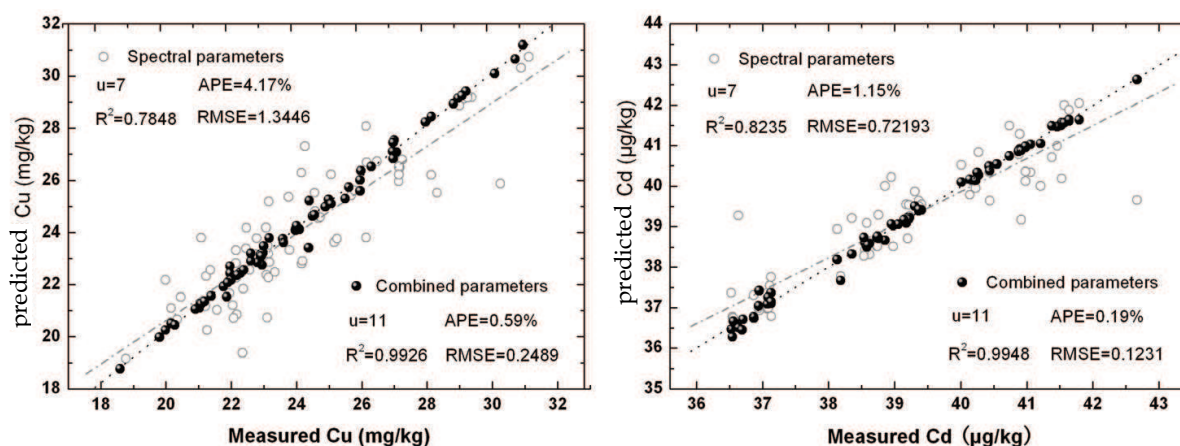 32
30
28
26
24
22
20
18
predicted Cu (mg/kg)
Spectral parameters
u=7 APE=4.17%
R²=0.7848 RMSE=1.3446
Combined parameters
u=11 APE=0.59%
R²=0.9926 RMSE=0.2489
18 20 22 24 26 28 30 32
Measured Cu (mg/kg)
44
43
42
41
40
39
38
37
36
35
predicted Cd (µg/kg)
Spectral parameters
u=7 APE=1.15%
R²=0.8235 RMSE=0.72193
Combined parameters
u=11 APE=0.19%
R²=0.9948 RMSE=0.1231
36 37 38 39 40 41 42 43
Measured Cd (µg/kg)